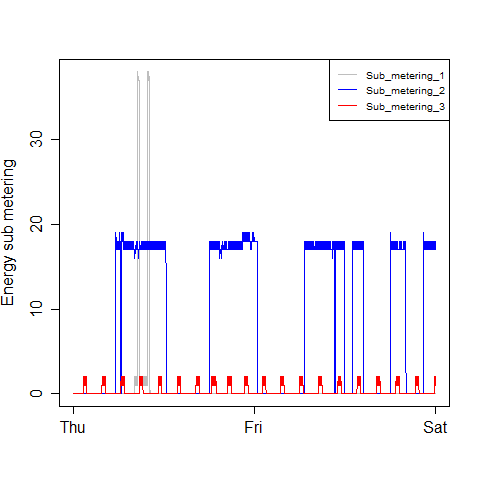 Sub_metering_1
Sub_metering_2
Sub_metering_3
Energy sub metering
30
20
10
0
Thu Fri Sat